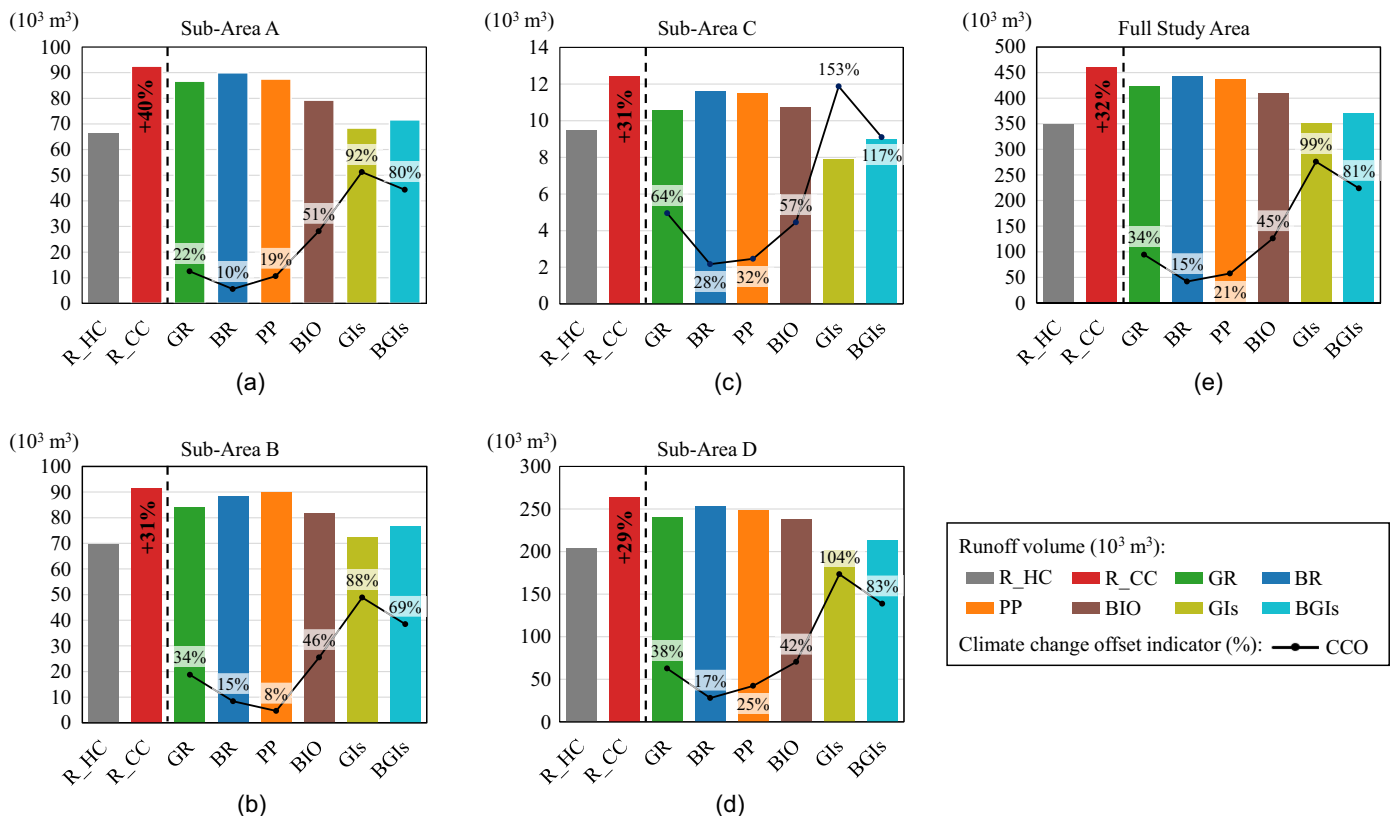 (10³ m³)
Sub-Area A
100
90
80
70
60
50
40
30
20
10
0
+40%
22%
10%
19%
51%
92%
80%
R_HC
R_CC
GR
BR
PP
BIO
GIs
BGIs
(a)
(10³ m³)
Sub-Area C
14
12
10
8
6
4
2
0
+31%
64%
28%
32%
57%
153%
117%
R_HC
R_CC
GR
BR
PP
BIO
GIs
BGIs
(c)
(10³ m³)
Full Study Area
500
450
400
350
300
250
200
150
100
50
0
+32%
34%
15%
21%
45%
99%
81%
R_HC
R_CC
GR
BR
PP
BIO
GIs
BGIs
(e)
(10³ m³)
Sub-Area B
100
90
80
70
60
50
40
30
20
10
0
+31%
34%
15%
8%
46%
88%
69%
R_HC
R_CC
GR
BR
PP
BIO
GIs
BGIs
(b)
(10³ m³)
Sub-Area D
300
250
200
150
100
50
0
+29%
38%
17%
25%
42%
104%
83%
R_HC
R_CC
GR
BR
PP
BIO
GIs
BGIs
(d)
Runoff volume (10³ m³):
R_HC R_CC GR BR
PP BIO GIs BGIs
Climate change offset indicator (%): CCO